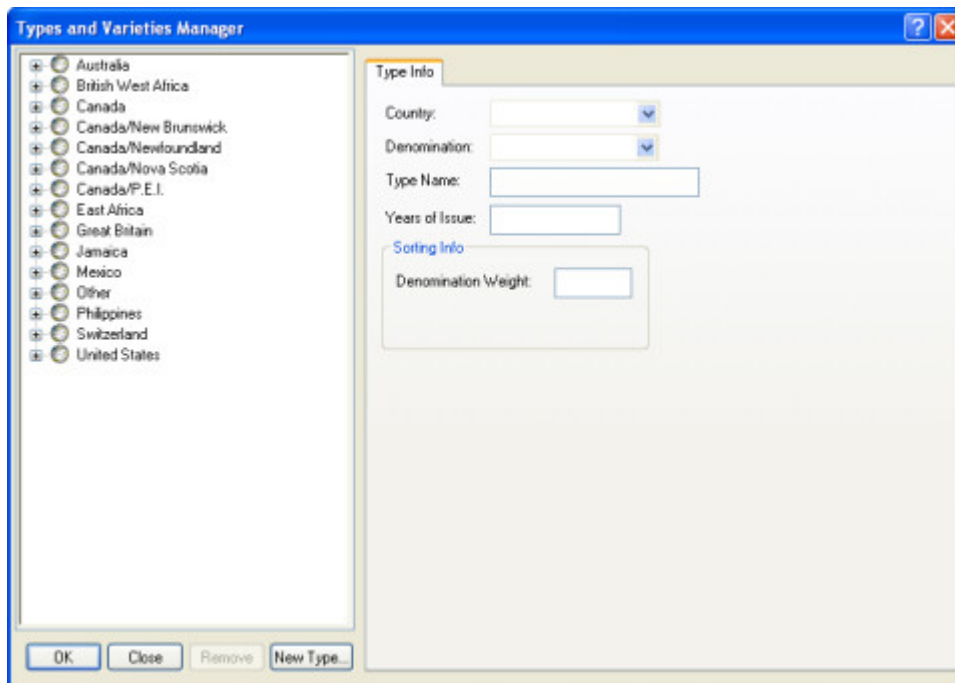 Types and Varieties Manager
Australia
British West Africa
Canada
Canada/New Brunswick
Canada/Newfoundland
Canada/Nova Scotia
Canada/P.E.I.
East Africa
Great Britain
Jamaica
Mexico
Other
Philippines
Switzerland
United States
OK
Close
Remove
New Type...
Type Info
Country:
Denomination:
Type Name:
Years of Issue:
Sorting Info
Denomination Weight: